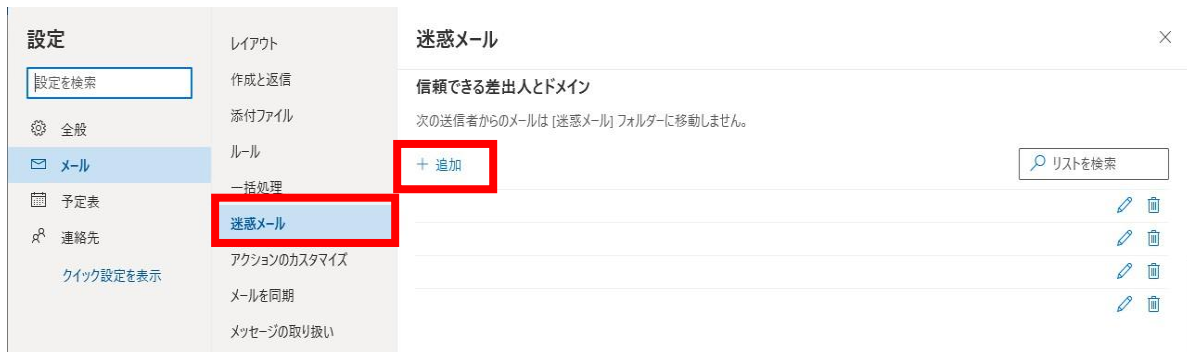 設定
設定を検索
全般
メール
予定表
連絡先
クイック設定を表示
レイアウト
作成と返信
添付ファイル
ルール
一括処理
迷惑メール
アクションのカスタマイズ
メールを同期
メッセージの取り扱い
迷惑メール
信頼できる差出人とドメイン
次の送信者からのメールは [迷惑メール] フォルダーに移動しません。
+ 追加
リストを検索